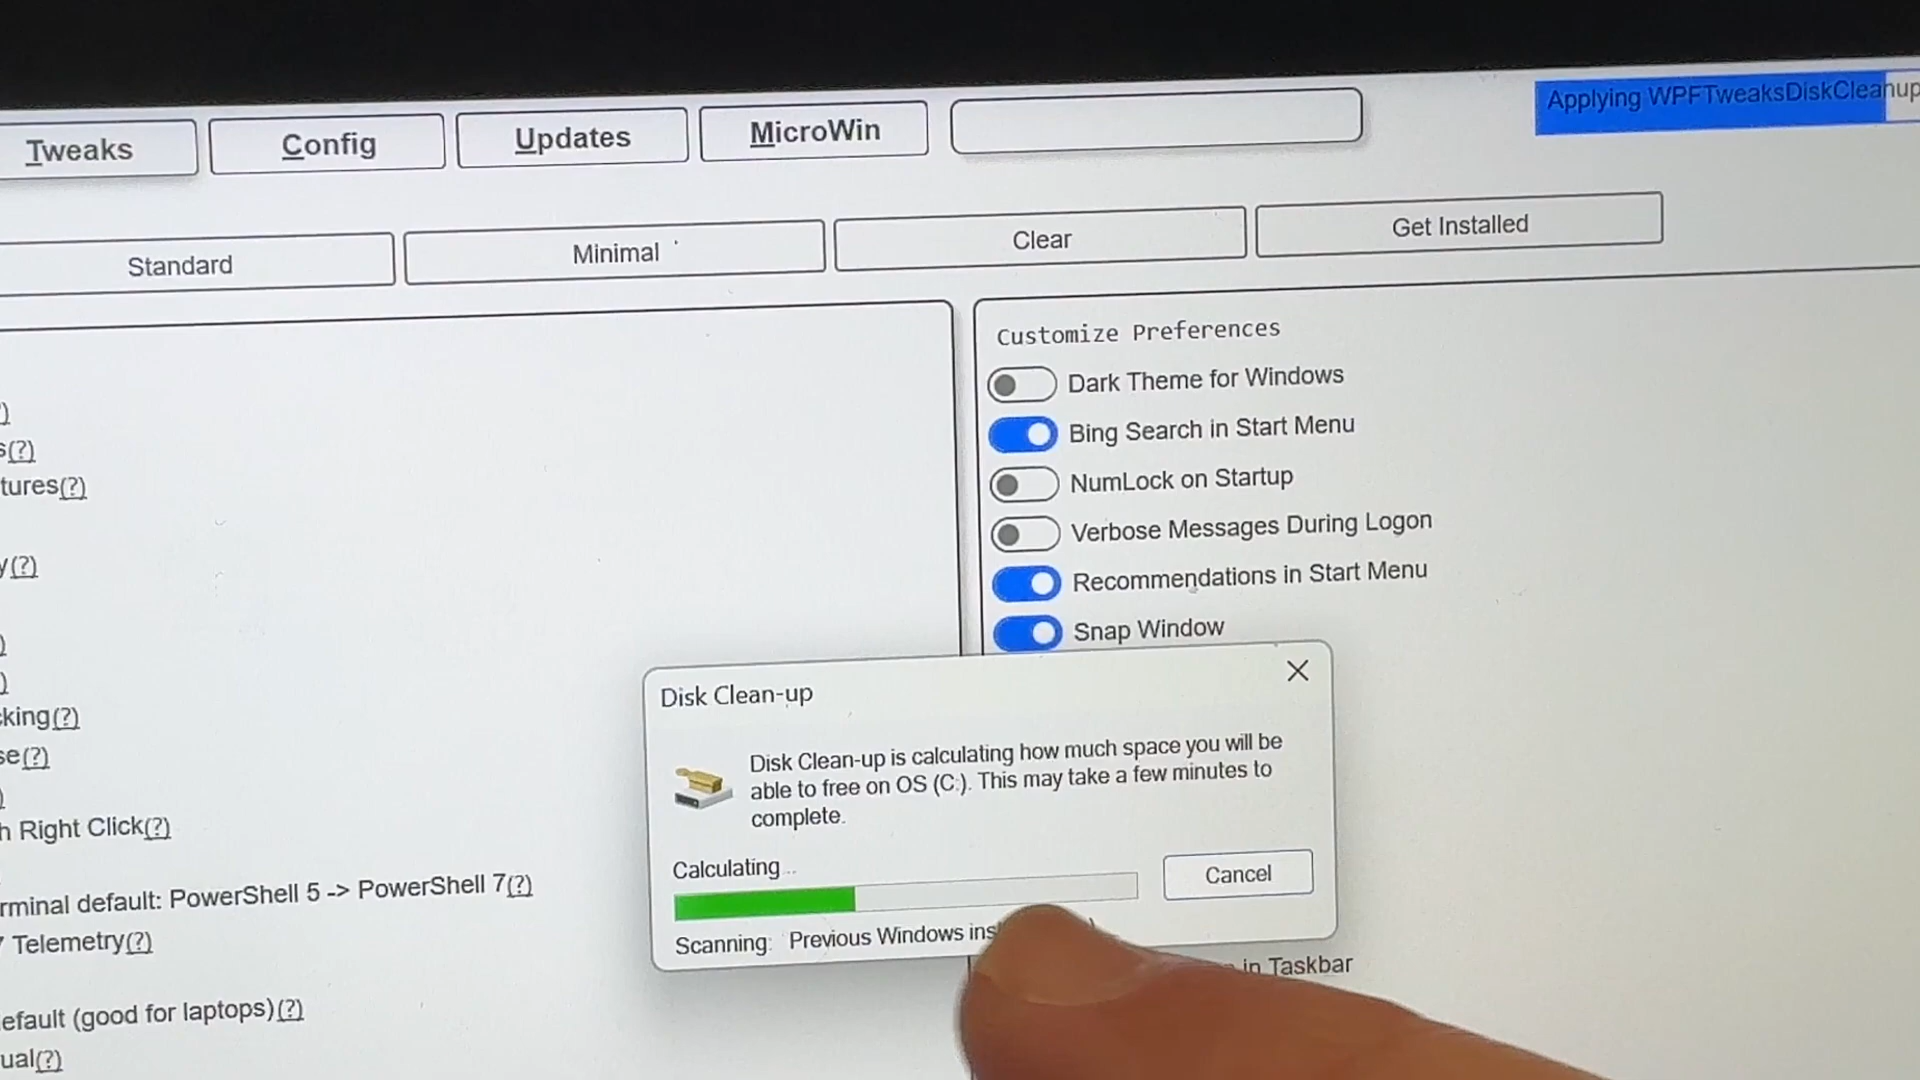 Tweaks
Config
Updates
MicroWin
Applying WPFTweaksDiskCleanup
Standard
Minimal
Clear
Get Installed
Customize Preferences
Dark Theme for Windows
Bing Search in Start Menu
NumLock on Startup
Verbose Messages During Logon
Recommendations in Start Menu
Snap Window
in Taskbar
?)
s(?)
tures(?)
y(?)
)
)
cking(?)
se(?)
)
h Right Click(?)
rminal default: PowerShell 5 -> PowerShell 7(?)
7 Telemetry(?)
efault (good for laptops)(?)
ual(?)
Disk Clean-up
Disk Clean-up is calculating how much space you will be
able to free on OS (C:). This may take a few minutes to
complete.
Calculating...
Cancel
Scanning: Previous Windows ins